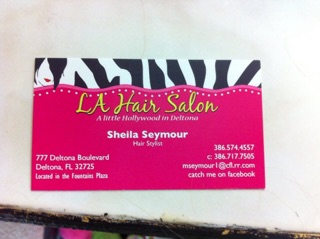 LA Hair Salon
A little Hollywood in Deltona
Sheila Seymour
Hair Stylist
777 Deltona Boulevard
Deltona, FL 32725
Located in the Fountains Plaza
386.574.4557
c: 386.717.7505
mseymour1@cfl.rr.com
catch me on facebook